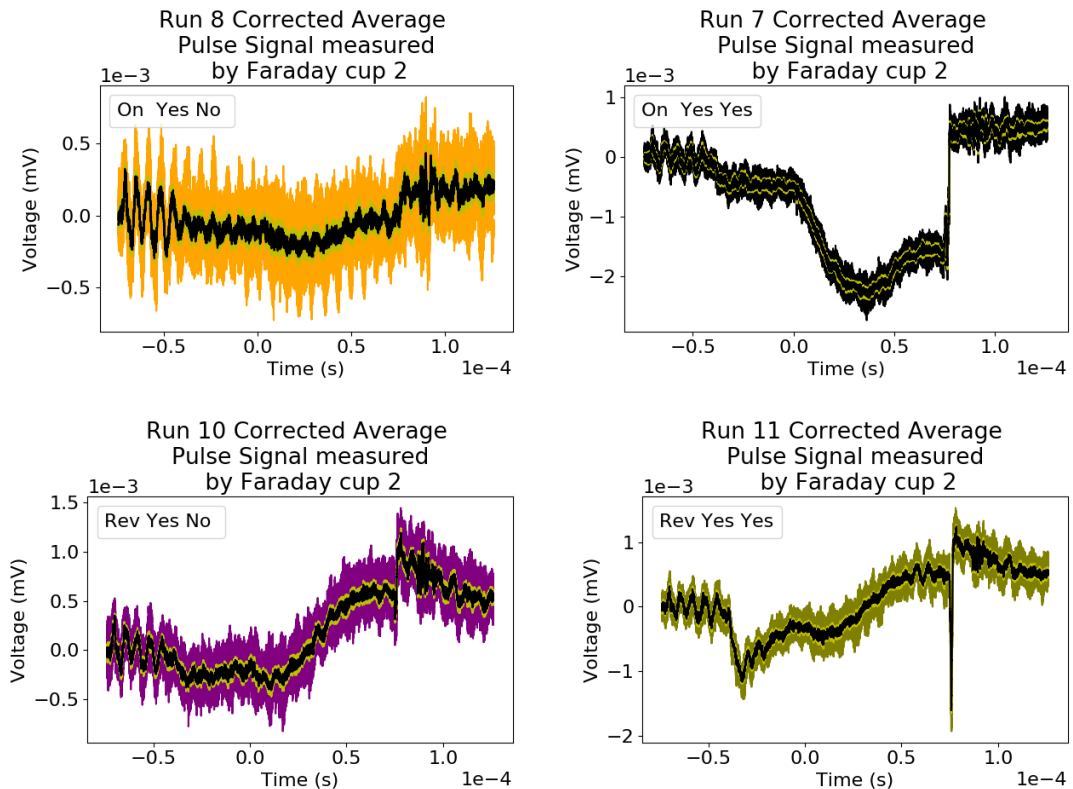 Run 8 Corrected Average
Pulse Signal measured
by Faraday cup 2
1e−3
On  Yes No
0.5
0.0
−0.5
Voltage (mV)
−0.5
0.0
0.5
1.0
Time (s)
1e−4
Run 7 Corrected Average
Pulse Signal measured
by Faraday cup 2
1e−3
On  Yes Yes
1
0
−1
−2
Voltage (mV)
−0.5
0.0
0.5
1.0
Time (s)
1e−4
Run 10 Corrected Average
Pulse Signal measured
by Faraday cup 2
1e−3
Rev Yes No
1.5
1.0
0.5
0.0
−0.5
Voltage (mV)
−0.5
0.0
0.5
1.0
Time (s)
1e−4
Run 11 Corrected Average
Pulse Signal measured
by Faraday cup 2
1e−3
Rev Yes Yes
1
0
−1
−2
Voltage (mV)
−0.5
0.0
0.5
1.0
Time (s)
1e−4